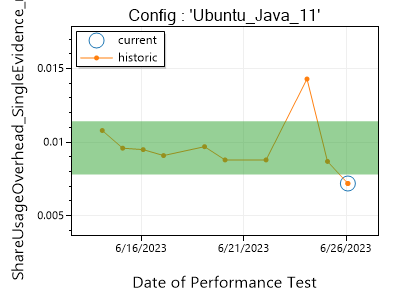 Config : 'Ubuntu_Java_11'
current
historic
0.015
0.01
0.005
ShareUsageOverhead_SingleEvidence_
6/16/2023
6/21/2023
6/26/2023
Date of Performance Test